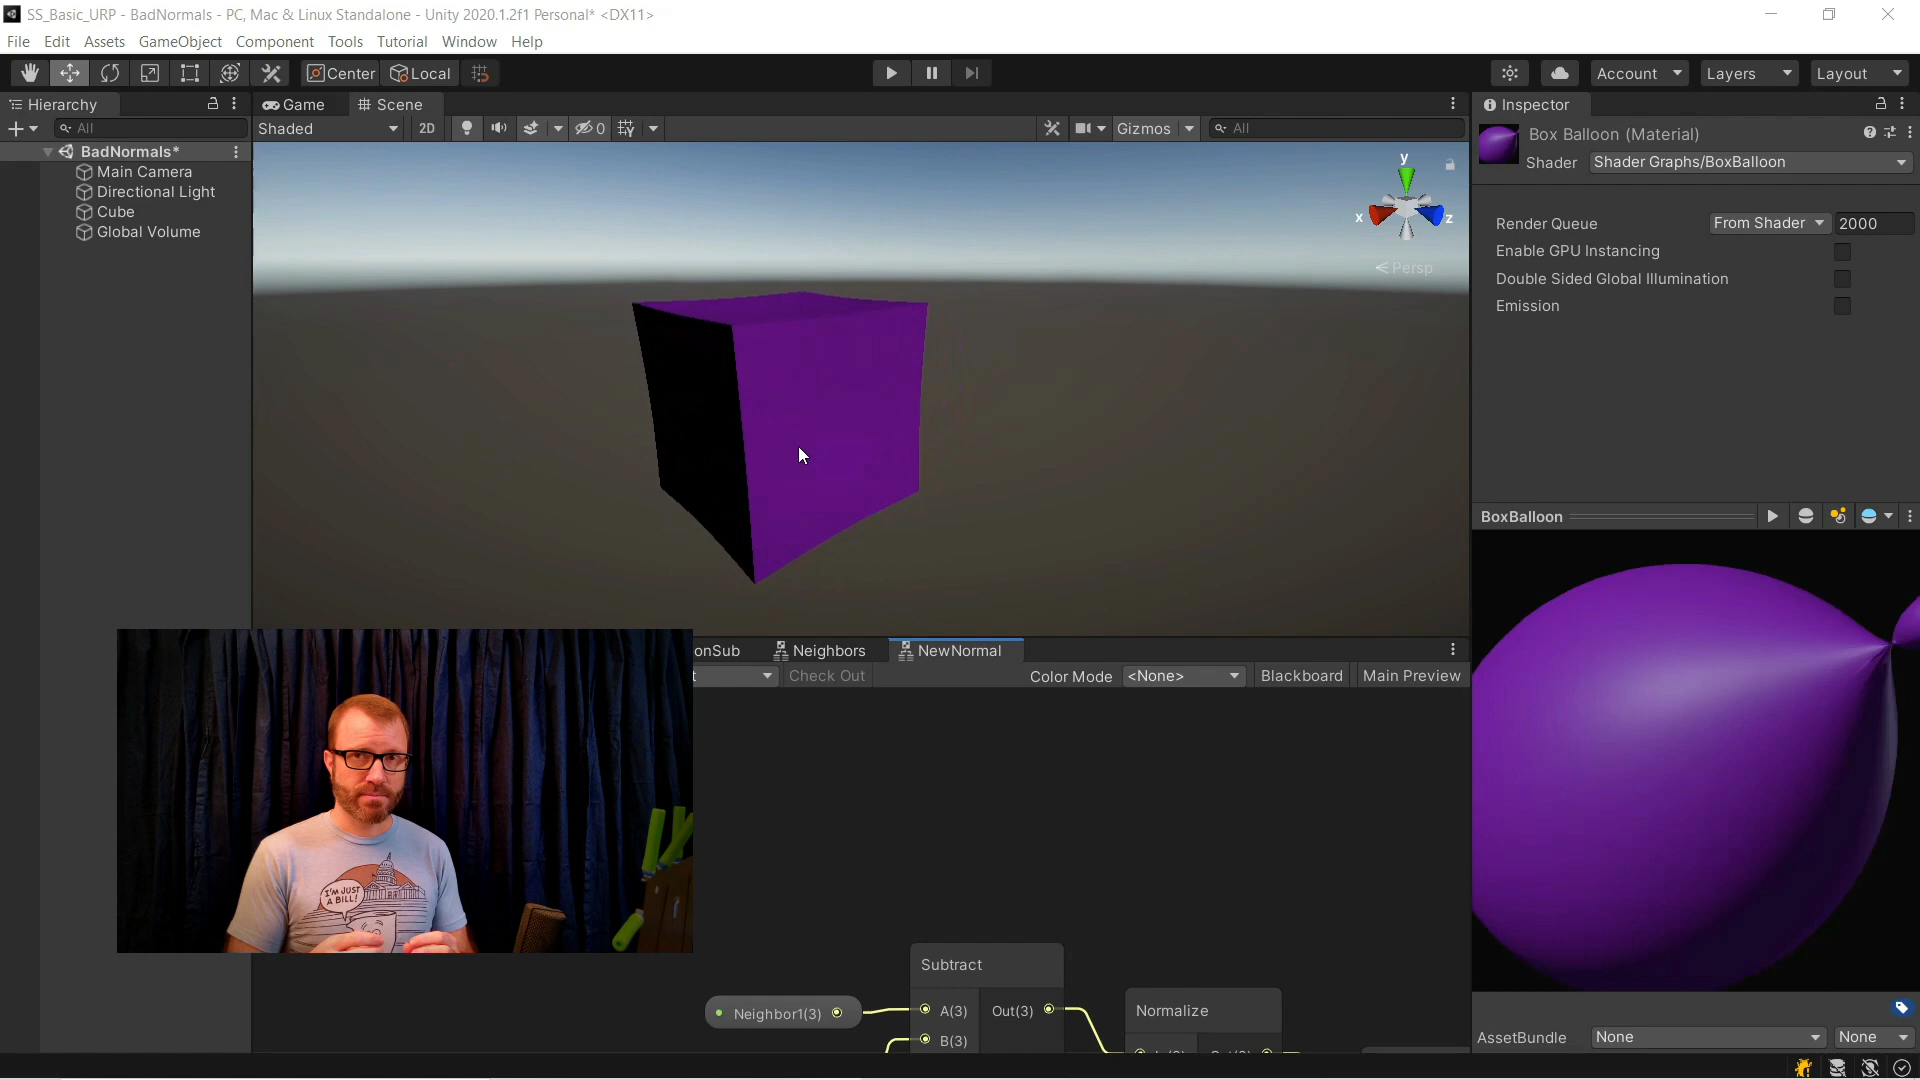 SS_Basic_URP - BadNormals - PC, Mac & Linux Standalone - Unity 2020.1.2f1 Personal* <DX11>
File Edit Assets GameObject Component Tools Tutorial Window Help
Center Local Account Layers Layout
Hierarchy
All
BadNormals*
Main Camera
Directional Light
Cube
Global Volume
Game Scene
Shaded 2D 0 Gizmos All
y
x z
Persp
Inspector
Box Balloon (Material)
Shader Shader Graphs/BoxBalloon
Render Queue From Shader 2000
Enable GPU Instancing
Double Sided Global Illumination
Emission
BoxBalloon
onSub Neighbors NewNormal
t Check Out Color Mode <None> Blackboard Main Preview
I'M JUST
A BILL!
Subtract
Neighbor1(3) A(3) Out(3)
B(3)
Normalize
AssetBundle None None